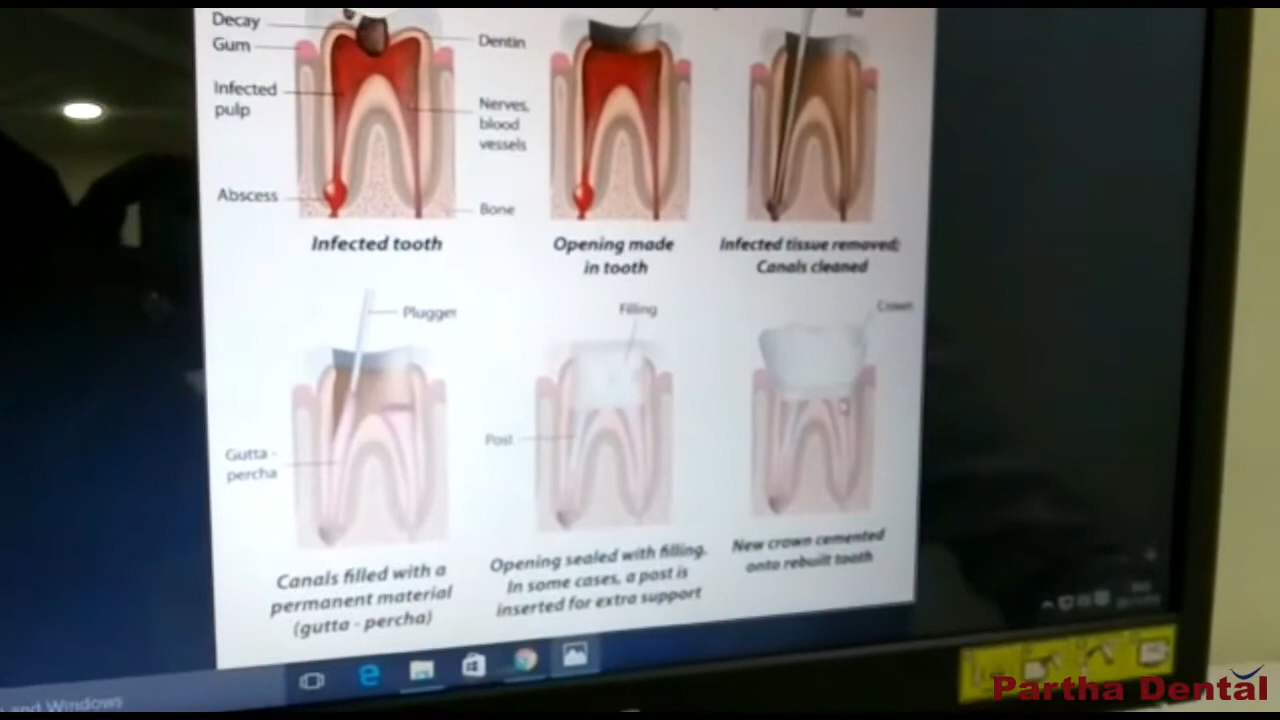 Decay
Gum
Dentin
Infected
pulp
Nerves,
blood
vessels
Abscess
Bone
Infected tooth
Opening made
in tooth
Infected tissue removed;
Canals cleaned
Plugger
Filling
Crown
Gutta -
percha
Post
Canals filled with a
permanent material
(gutta - percha)
Opening sealed with filling.
In some cases, a post is
inserted for extra support
New crown cemented
onto rebuilt tooth
and Windows
Partha Dental